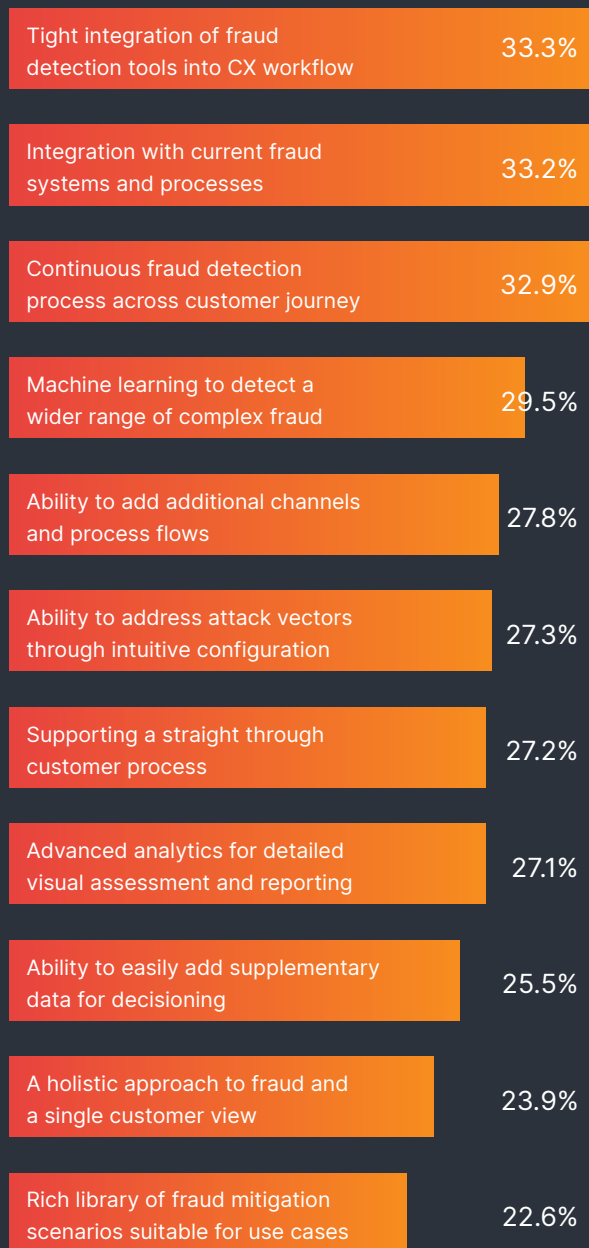 Tight integration of fraud
detection tools into CX workflow
33.3%
Integration with current fraud
systems and processes
33.2%
Continuous fraud detection
process across customer journey
32.9%
Machine learning to detect a
wider range of complex fraud
29.5%
Ability to add additional channels
and process flows
27.8%
Ability to address attack vectors
through intuitive configuration
27.3%
Supporting a straight through
customer process
27.2%
Advanced analytics for detailed
visual assessment and reporting
27.1%
Ability to easily add supplementary
data for decisioning
25.5%
A holistic approach to fraud and
a single customer view
23.9%
Rich library of fraud mitigation
scenarios suitable for use cases
22.6%